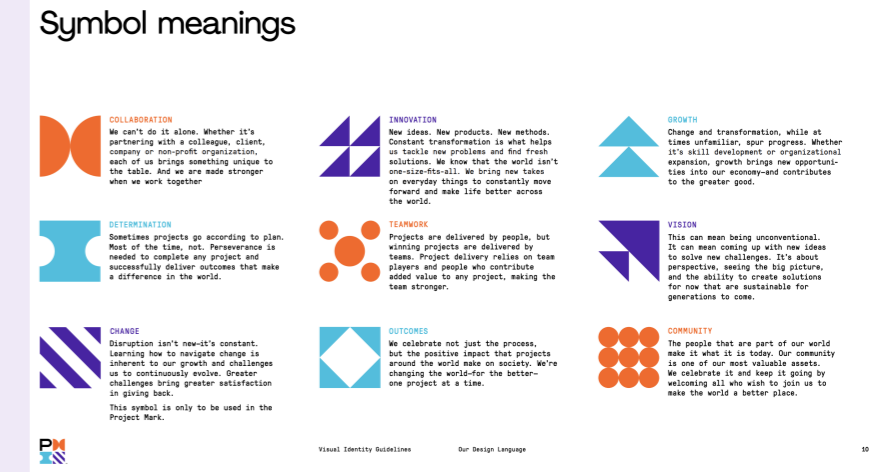 Symbol meanings
COLLABORATION
We can't do it alone. Whether it's
partnering with a colleague, client,
company or non-profit organization,
each of us brings something unique to
the table. And we are made stronger
when we work together
INNOVATION
New ideas. New products. New methods.
Constant transformation is what helps
us tackle new problems and find fresh
solutions. We know that the world isn't
one-size-fits-all. We bring new takes
on everyday things to constantly move
forward and make life better across
the world.
GROWTH
Change and transformation, while at
times unfamiliar, spur progress. Whether
it's skill development or organizational
expansion, growth brings new opportuni-
ties into our economy—and contributes
to the greater good.
DETERMINATION
Sometimes projects go according to plan.
Most of the time, not. Perseverance is
needed to complete any project and
successfully deliver outcomes that make
a difference in the world.
TEAMWORK
Projects are delivered by people, but
winning projects are delivered by
teams. Project delivery relies on team
players and people who contribute
added value to any project, making the
team stronger.
VISION
This can mean being unconventional.
It can mean coming up with new ideas
to solve new challenges. It's about
perspective, seeing the big picture,
and the ability to create solutions
for now that are sustainable for
generations to come.
CHANGE
Disruption isn't new—it's constant.
Learning how to navigate change is
inherent to our growth and challenges
us to continuously evolve. Greater
challenges bring greater satisfaction
in giving back.
This symbol is only to be used in the
Project Mark.
OUTCOMES
We celebrate not just the process,
but the positive impact that projects
around the world make on society. We're
changing the world—for the better—
one project at a time.
COMMUNITY
The people that are part of our world
make it what it is today. Our community
is one of our most valuable assets.
We celebrate it and keep it going by
welcoming all who wish to join us to
make the world a better place.
P
Visual Identity Guidelines
Our Design Language
10